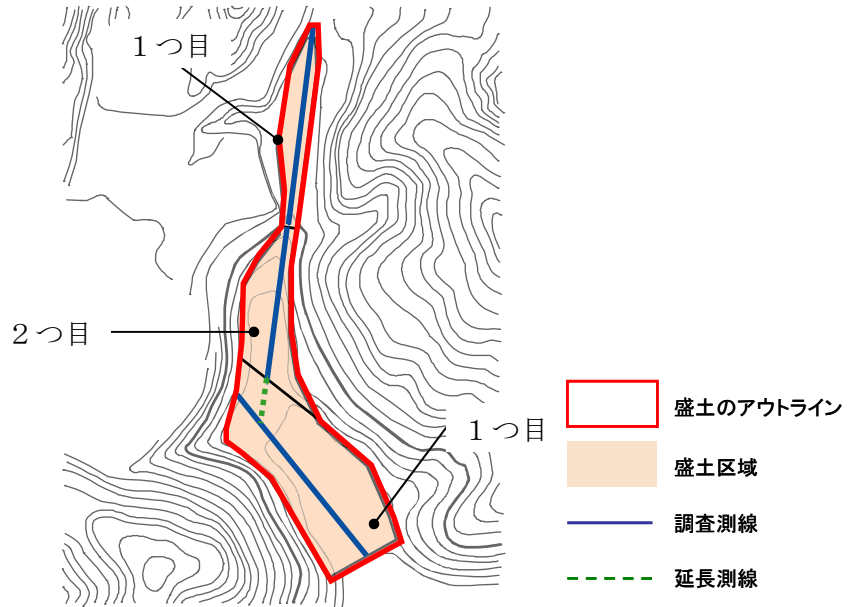 １つ目
２つ目
１つ目
盛土のアウトライン
盛土区域
調査測線
延長測線